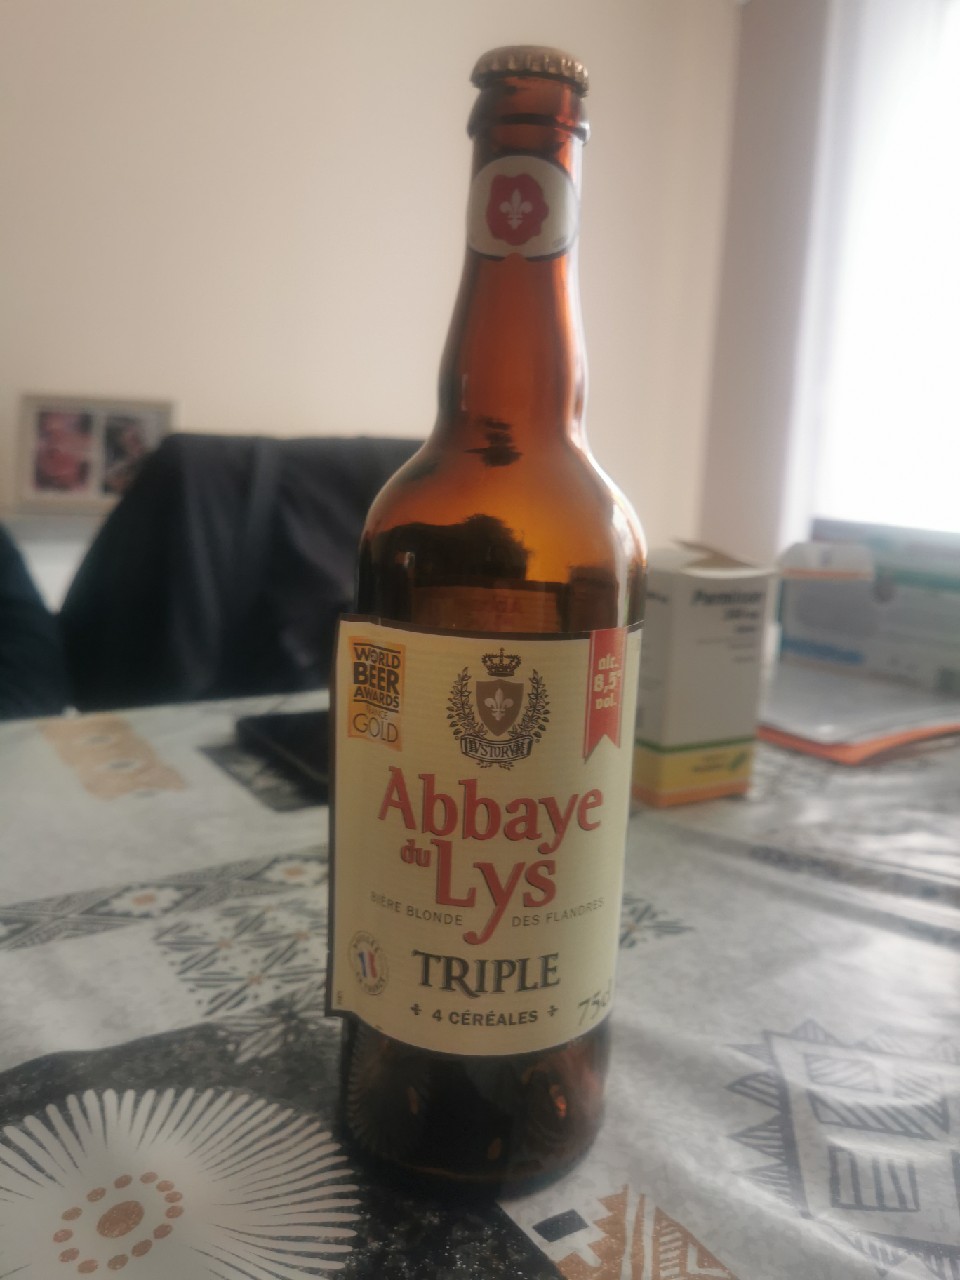 WORLD
BEER
AWARDS
GOLD
alc.
8.5°
vol.
Abbaye
du Lys
BIÈRE BLONDE DES FLANDRES
TRIPLE
4 CÉRÉALES
75cl